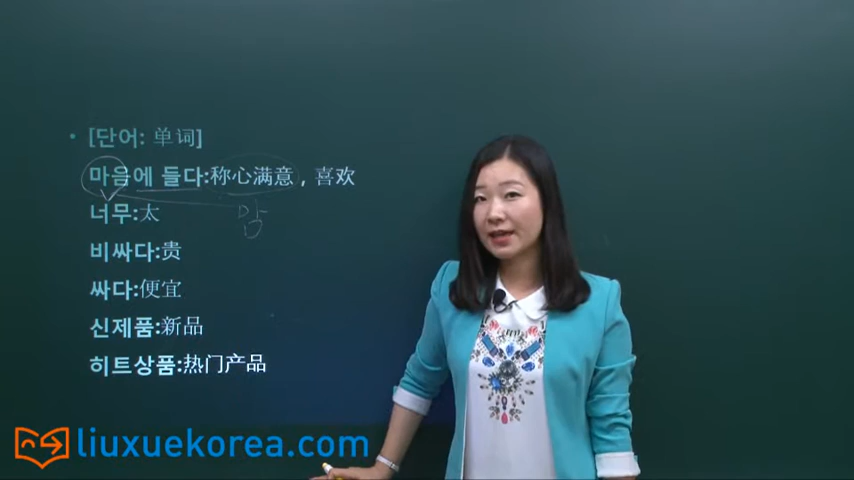 • [단어: 单词]
마음에 들다:称心满意，喜欢
너무:太
맘
비싸다:贵
싸다:便宜
신제품:新品
히트상품:热门产品
liuxuekorea.com